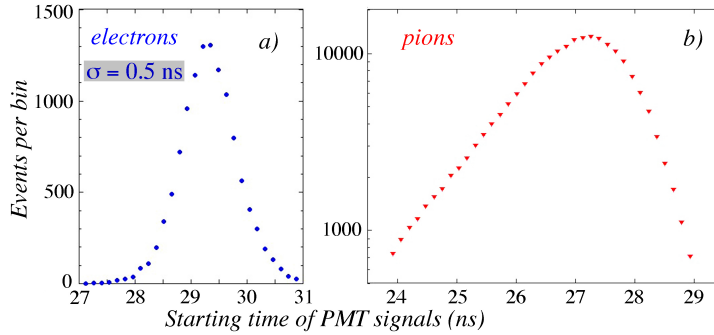 1500
electrons
a)
σ = 0.5 ns
1000
500
0
27 28 29 30 31
Events per bin
pions
b)
10000
1000
24 25 26 27 28 29
Starting time of PMT signals (ns)